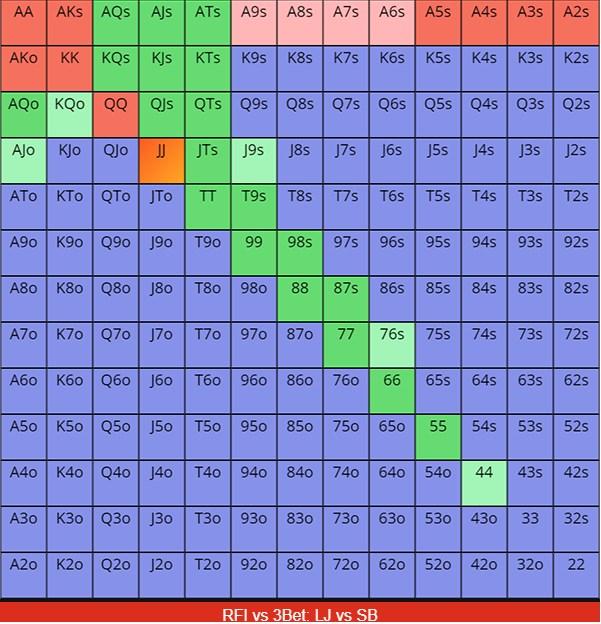 AA AKs AQs AJs ATs A9s A8s A7s A6s A5s A4s A3s A2s
AKo KK KQs KJs KTs K9s K8s K7s K6s K5s K4s K3s K2s
AQo KQo QQ QJs QTs Q9s Q8s Q7s Q6s Q5s Q4s Q3s Q2s
AJo KJo QJo JJ JTs J9s J8s J7s J6s J5s J4s J3s J2s
ATo KTo QTo JTo TT T9s T8s T7s T6s T5s T4s T3s T2s
A9o K9o Q9o J9o T9o 99 98s 97s 96s 95s 94s 93s 92s
A8o K8o Q8o J8o T8o 98o 88 87s 86s 85s 84s 83s 82s
A7o K7o Q7o J7o T7o 97o 87o 77 76s 75s 74s 73s 72s
A6o K6o Q6o J6o T6o 96o 86o 76o 66 65s 64s 63s 62s
A5o K5o Q5o J5o T5o 95o 85o 75o 65o 55 54s 53s 52s
A4o K4o Q4o J4o T4o 94o 84o 74o 64o 54o 44 43s 42s
A3o K3o Q3o J3o T3o 93o 83o 73o 63o 53o 43o 33 32s
A2o K2o Q2o J2o T2o 92o 82o 72o 62o 52o 42o 32o 22
RFI vs 3Bet: LJ vs SB